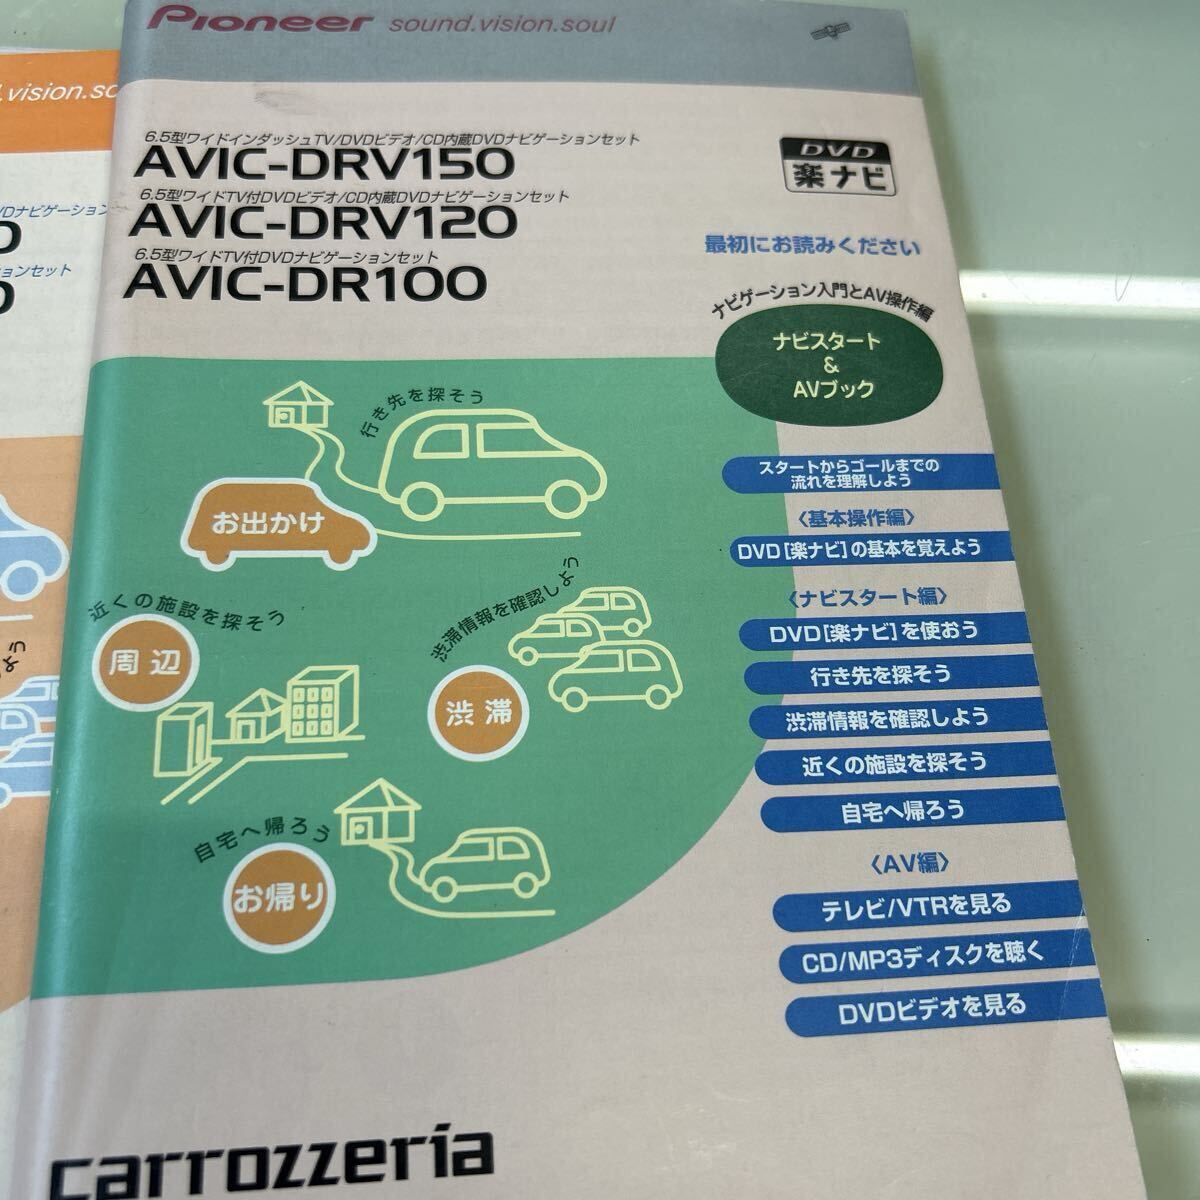 Pioneer sound.vision.soul
.vision.so
6.5型ワイドインダッシュTV/DVDビデオ/CD内蔵DVDナビゲーションセット
AVIC-DRV150
6.5型ワイドTV付DVDビデオ/CD内蔵DVDナビゲーションセット
AVIC-DRV120
6.5型ワイドTV付DVDナビゲーションセット
AVIC-DR100
DVD
楽ナビ
最初にお読みください
ナビゲーション入門とAV操作編
ナビスタート
&
AVブック
行き先を探そう
お出かけ
近くの施設を探そう
周辺
渋滞情報を確認しよう
渋滞
自宅へ帰ろう
お帰り
スタートからゴールまでの
流れを理解しよう
〈基本操作編〉
DVD[楽ナビ]の基本を覚えよう
〈ナビスタート編〉
DVD[楽ナビ]を使おう
行き先を探そう
渋滞情報を確認しよう
近くの施設を探そう
自宅へ帰ろう
〈AV編〉
テレビ/VTRを見る
CD/MP3ディスクを聴く
DVDビデオを見る
carrozzeria